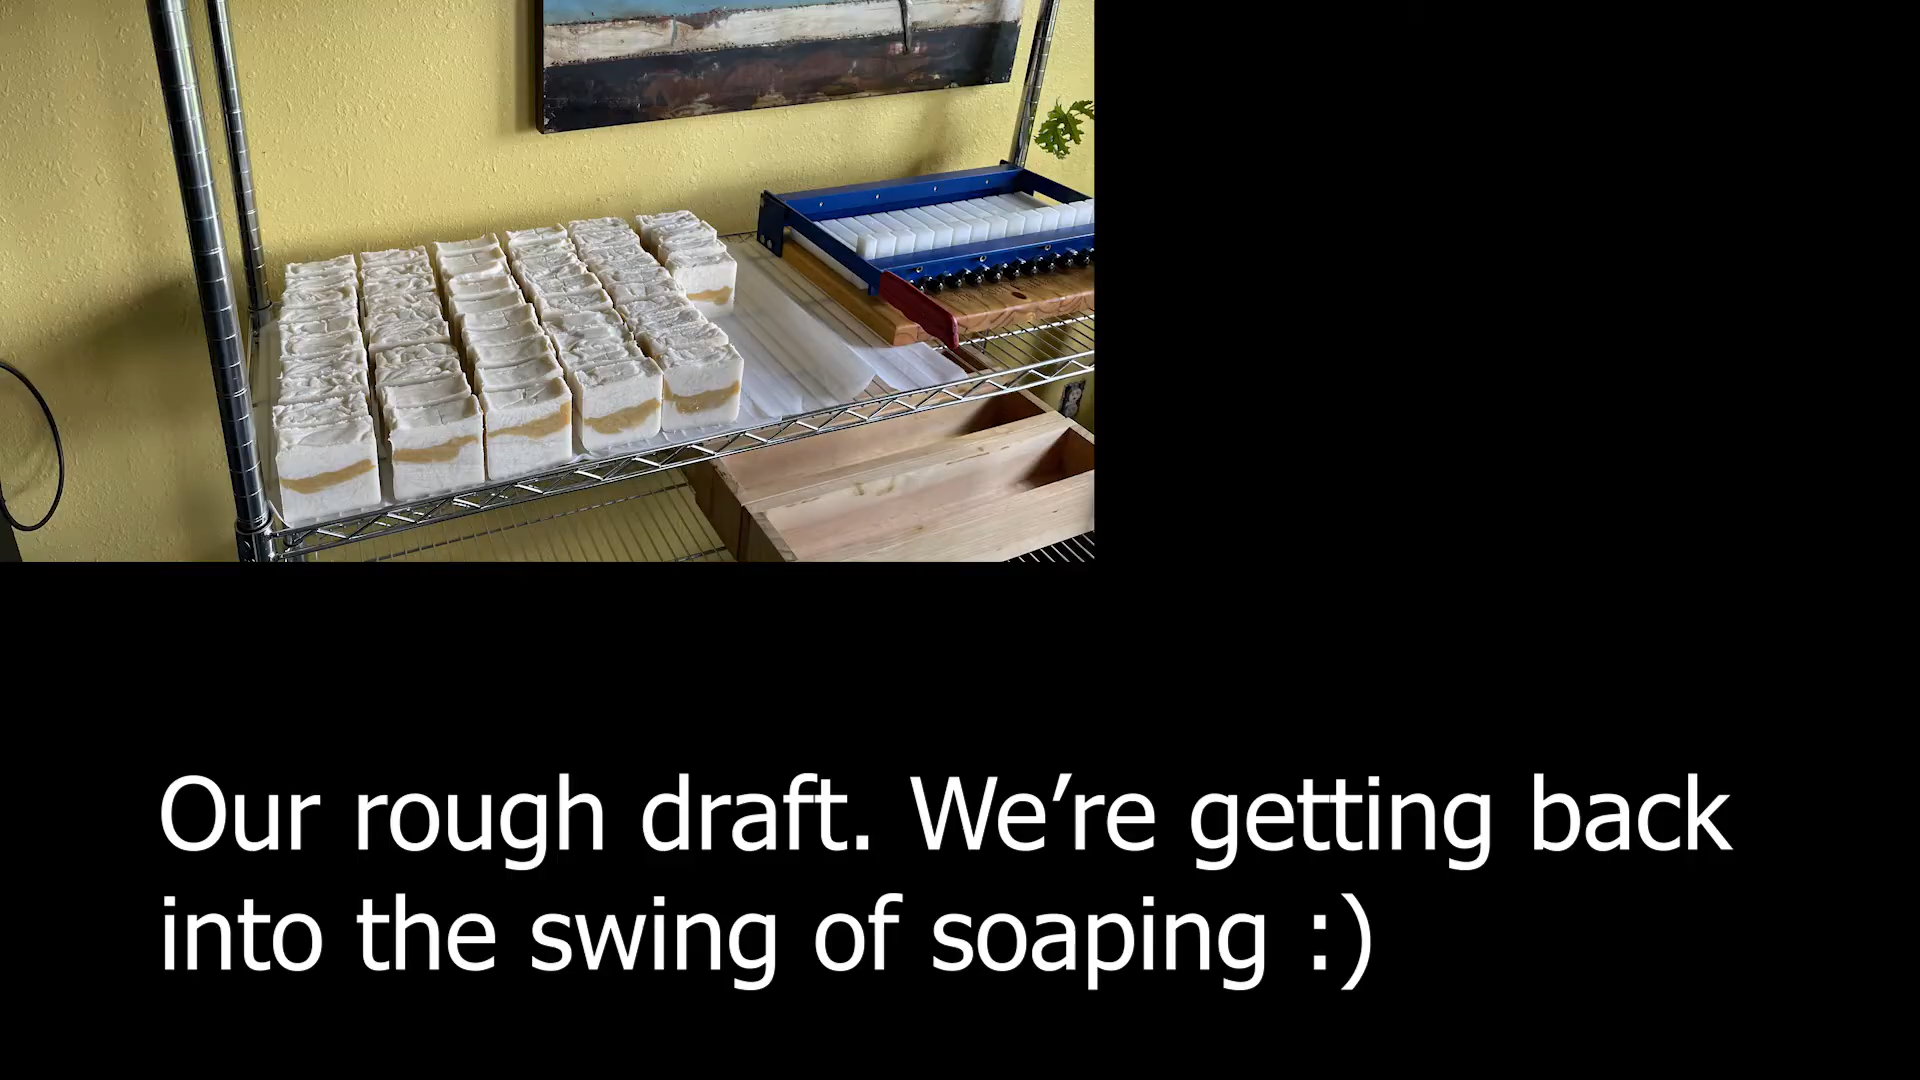 Our rough draft. We’re getting back
into the swing of soaping :)